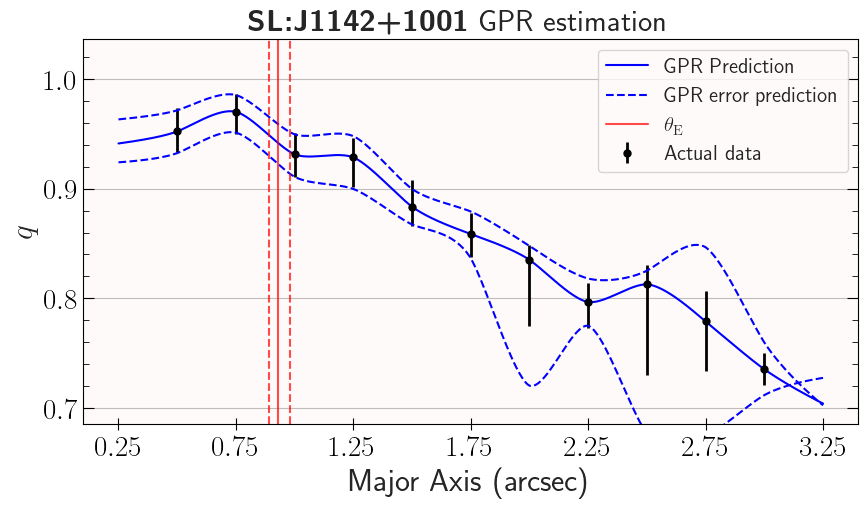 SL:J1142+1001 GPR estimation
GPR Prediction
GPR error prediction
θE
Actual data
q
1.0
0.9
0.8
0.7
0.25 0.75 1.25 1.75 2.25 2.75 3.25
Major Axis (arcsec)